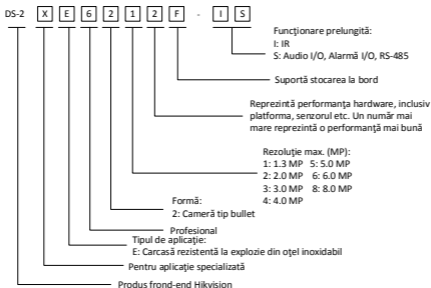 DS-2 X E 6 2 1 2 F - I S
Funcționare prelungită:
I: IR
S: Audio I/O, Alarmă I/O, RS-485
Suportă stocarea la bord
Reprezintă performanța hardware, inclusiv
platforma, senzorul etc. Un număr mai
mare reprezintă o performanță mai bună
Rezoluție max. (MP):
1: 1.3 MP 5: 5.0 MP
2: 2.0 MP 6: 6.0 MP
3: 3.0 MP 8: 8.0 MP
4: 4.0 MP
Formă:
2: Cameră tip bullet
Profesional
Tipul de aplicație:
E: Carcasă rezistentă la explozie din oțel inoxidabil
Pentru aplicație specializată
Produs frond-end Hikvision